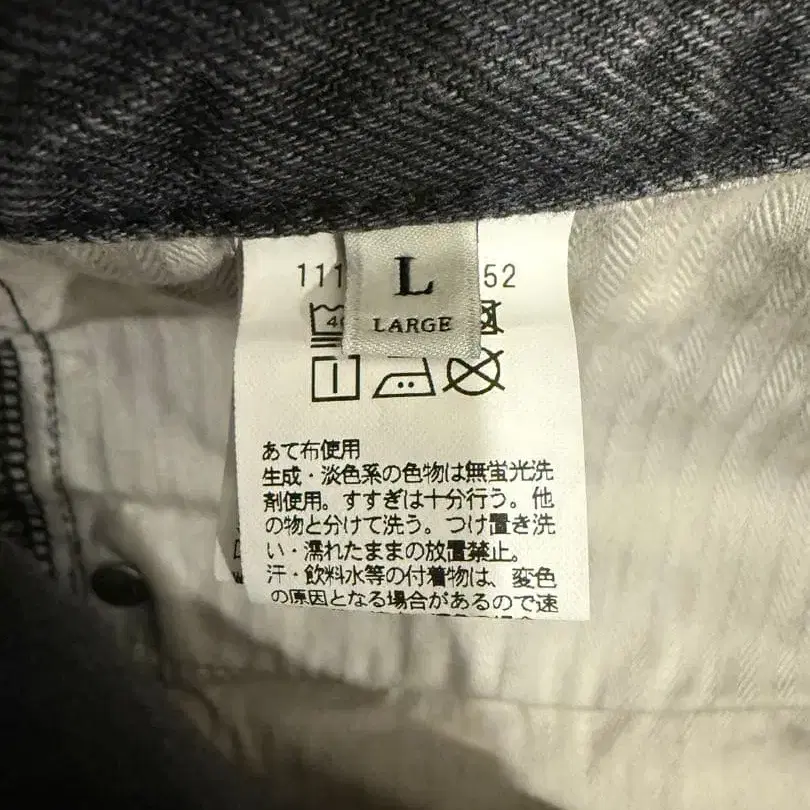 111 52
L
LARGE
40
あて布使用
生成・淡色系の色物は無蛍光洗
剤使用。すすぎは十分行う。他
の物と分けて洗う。つけ置き洗
い・濡れたままの放置禁止。
汗・飲料水等の付着物は、変色
の原因となる場合があるので速